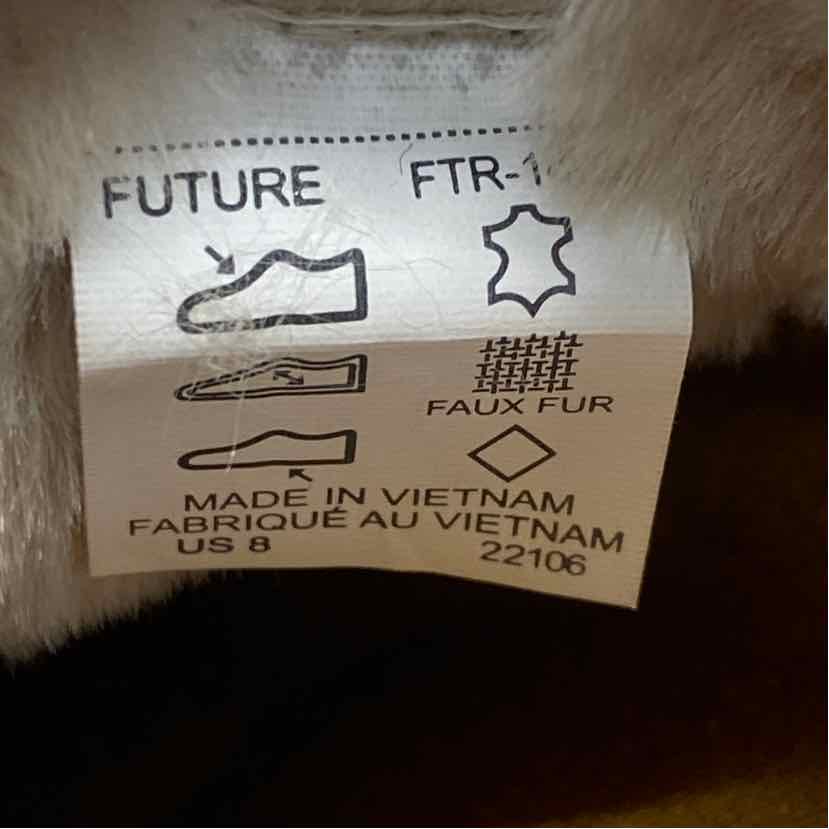 FUTURE FTR-1
FAUX FUR
MADE IN VIETNAM
FABRIQUÉ AU VIETNAM
US 8 22106